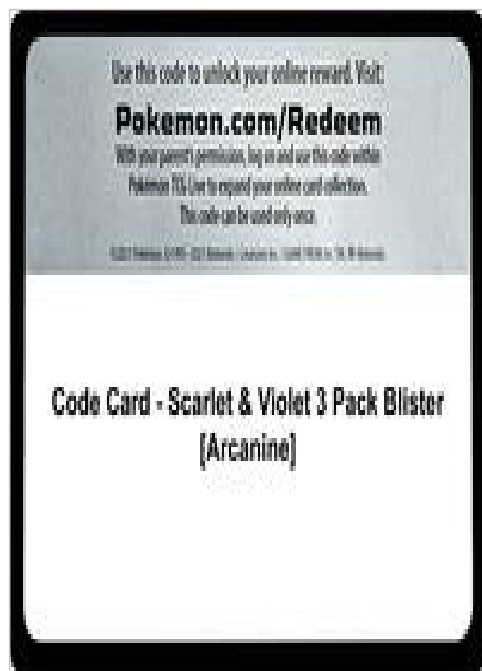 Use this code to unlock your online reward. Visit:
Pokemon.com/Redeem
With your parent's permission, log on and use this code within
Pokémon TCG Live to expand your online card collection.
This code can be used only once.
Code Card - Scarlet & Violet 3 Pack Blister
[Arcanine]